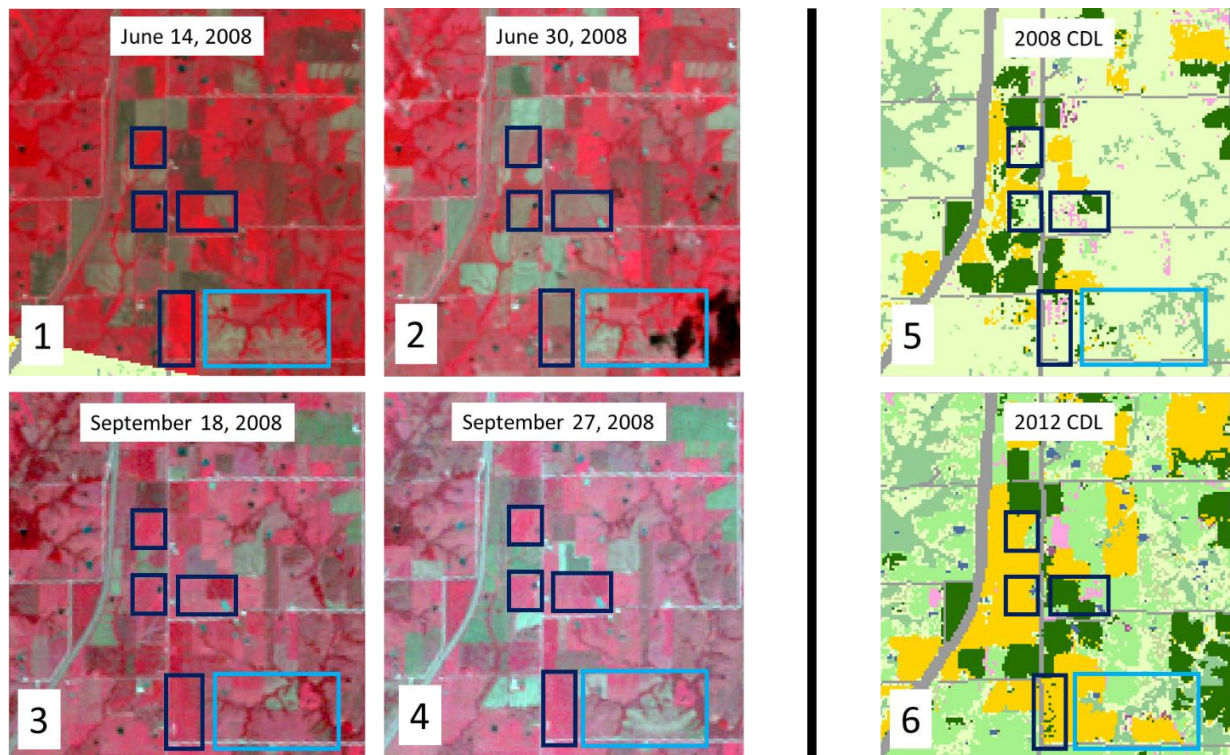 June 14, 2008
1
June 30, 2008
2
2008 CDL
5
September 18, 2008
3
September 27, 2008
4
2012 CDL
6